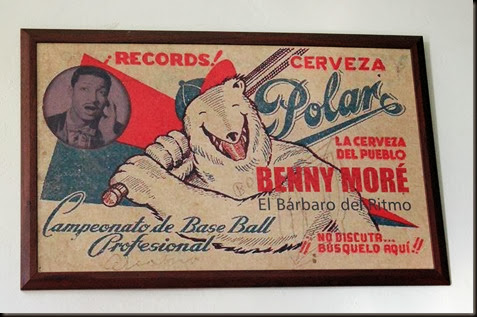 ¡RECORDS!
CERVEZA
Polar
LA CERVEZA
DEL PUEBLO
BENNY MORÉ
El Bárbaro del Ritmo
Campeonato de Base Ball
Profesional
¡¡ NO DISCUTA...
BÚSQUELO AQUÍ!!